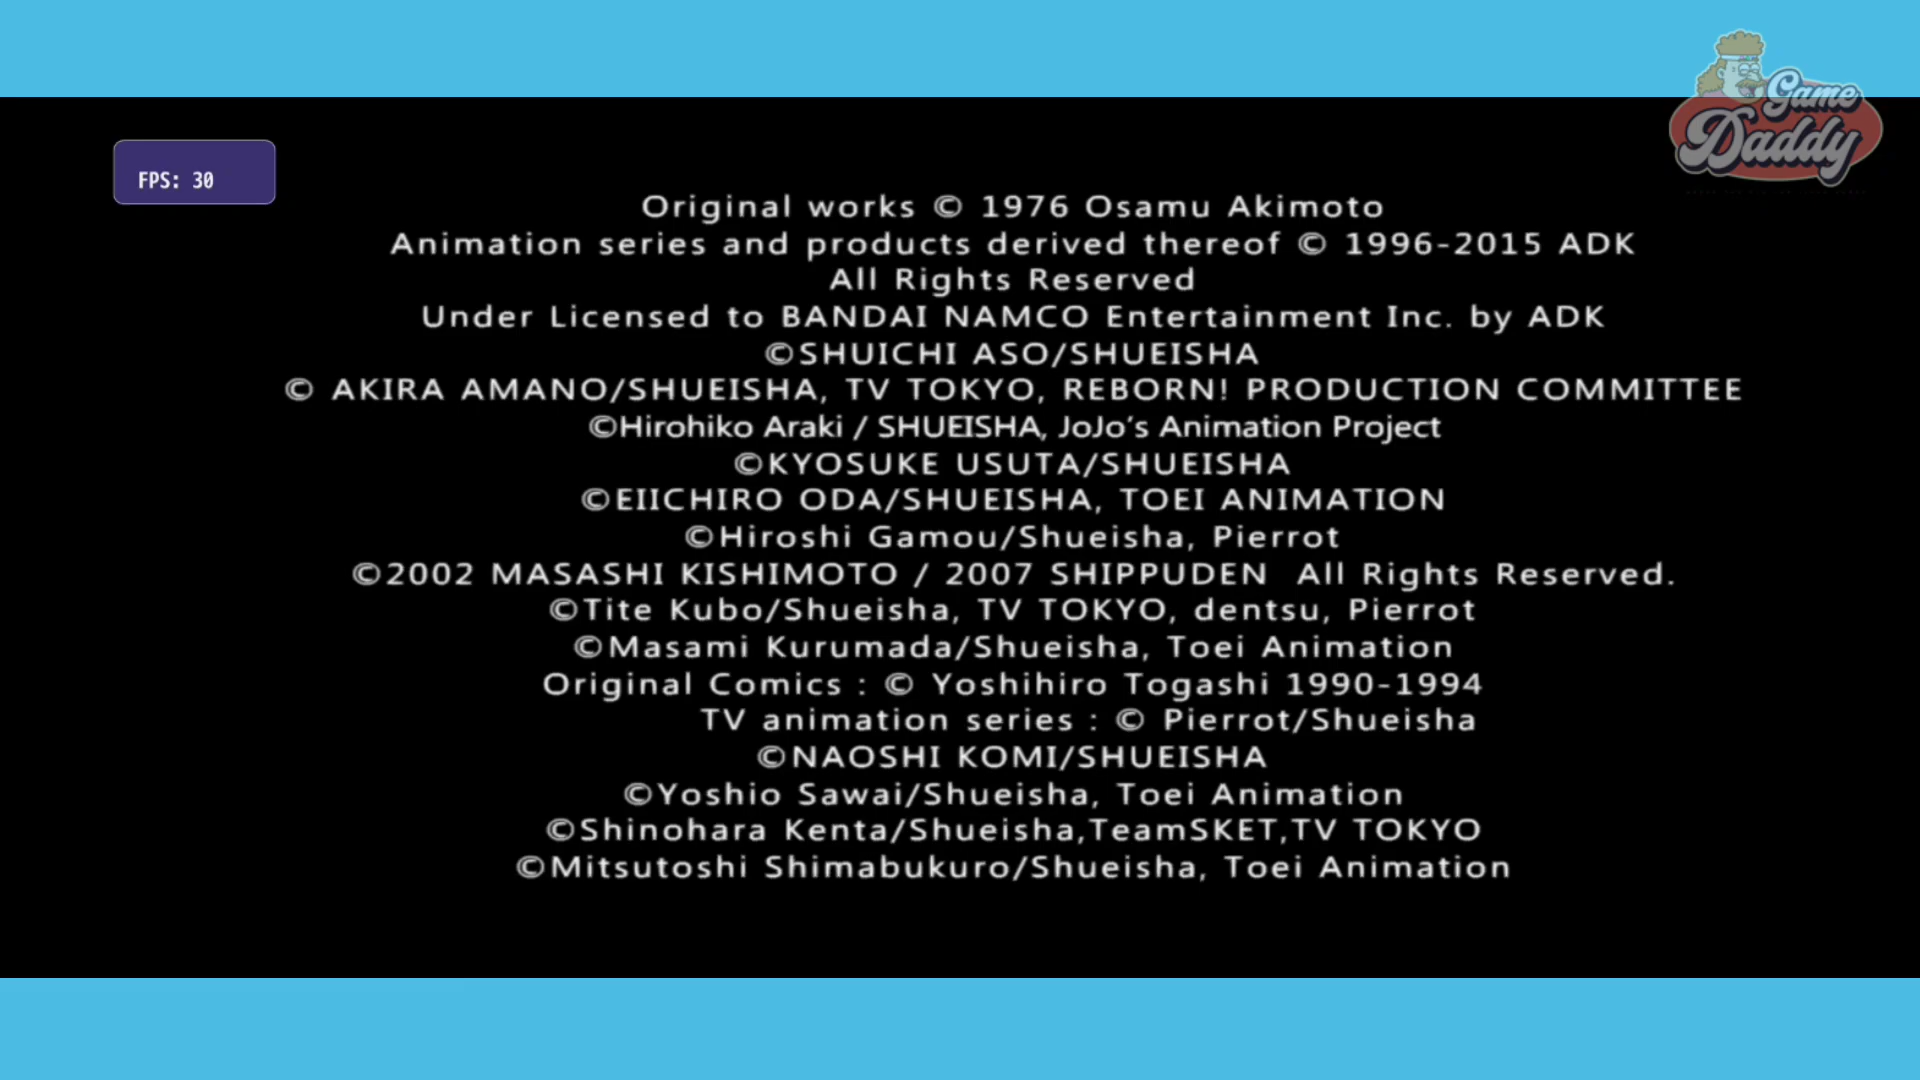 Game
Daddy
FPS: 30
Original works © 1976 Osamu Akimoto
Animation series and products derived thereof © 1996-2015 ADK
All Rights Reserved
Under Licensed to BANDAI NAMCO Entertainment Inc. by ADK
©SHUICHI ASO/SHUEISHA
© AKIRA AMANO/SHUEISHA, TV TOKYO, REBORN! PRODUCTION COMMITTEE
©Hirohiko Araki / SHUEISHA, JoJo's Animation Project
©KYOSUKE USUTA/SHUEISHA
©EIICHIRO ODA/SHUEISHA, TOEI ANIMATION
©Hiroshi Gamou/Shueisha, Pierrot
©2002 MASASHI KISHIMOTO / 2007 SHIPPUDEN All Rights Reserved.
©Tite Kubo/Shueisha, TV TOKYO, dentsu, Pierrot
©Masami Kurumada/Shueisha, Toei Animation
Original Comics : © Yoshihiro Togashi 1990-1994
TV animation series : © Pierrot/Shueisha
©NAOSHI KOMI/SHUEISHA
©Yoshio Sawai/Shueisha, Toei Animation
©Shinohara Kenta/Shueisha,TeamSKET,TV TOKYO
©Mitsutoshi Shimabukuro/Shueisha, Toei Animation